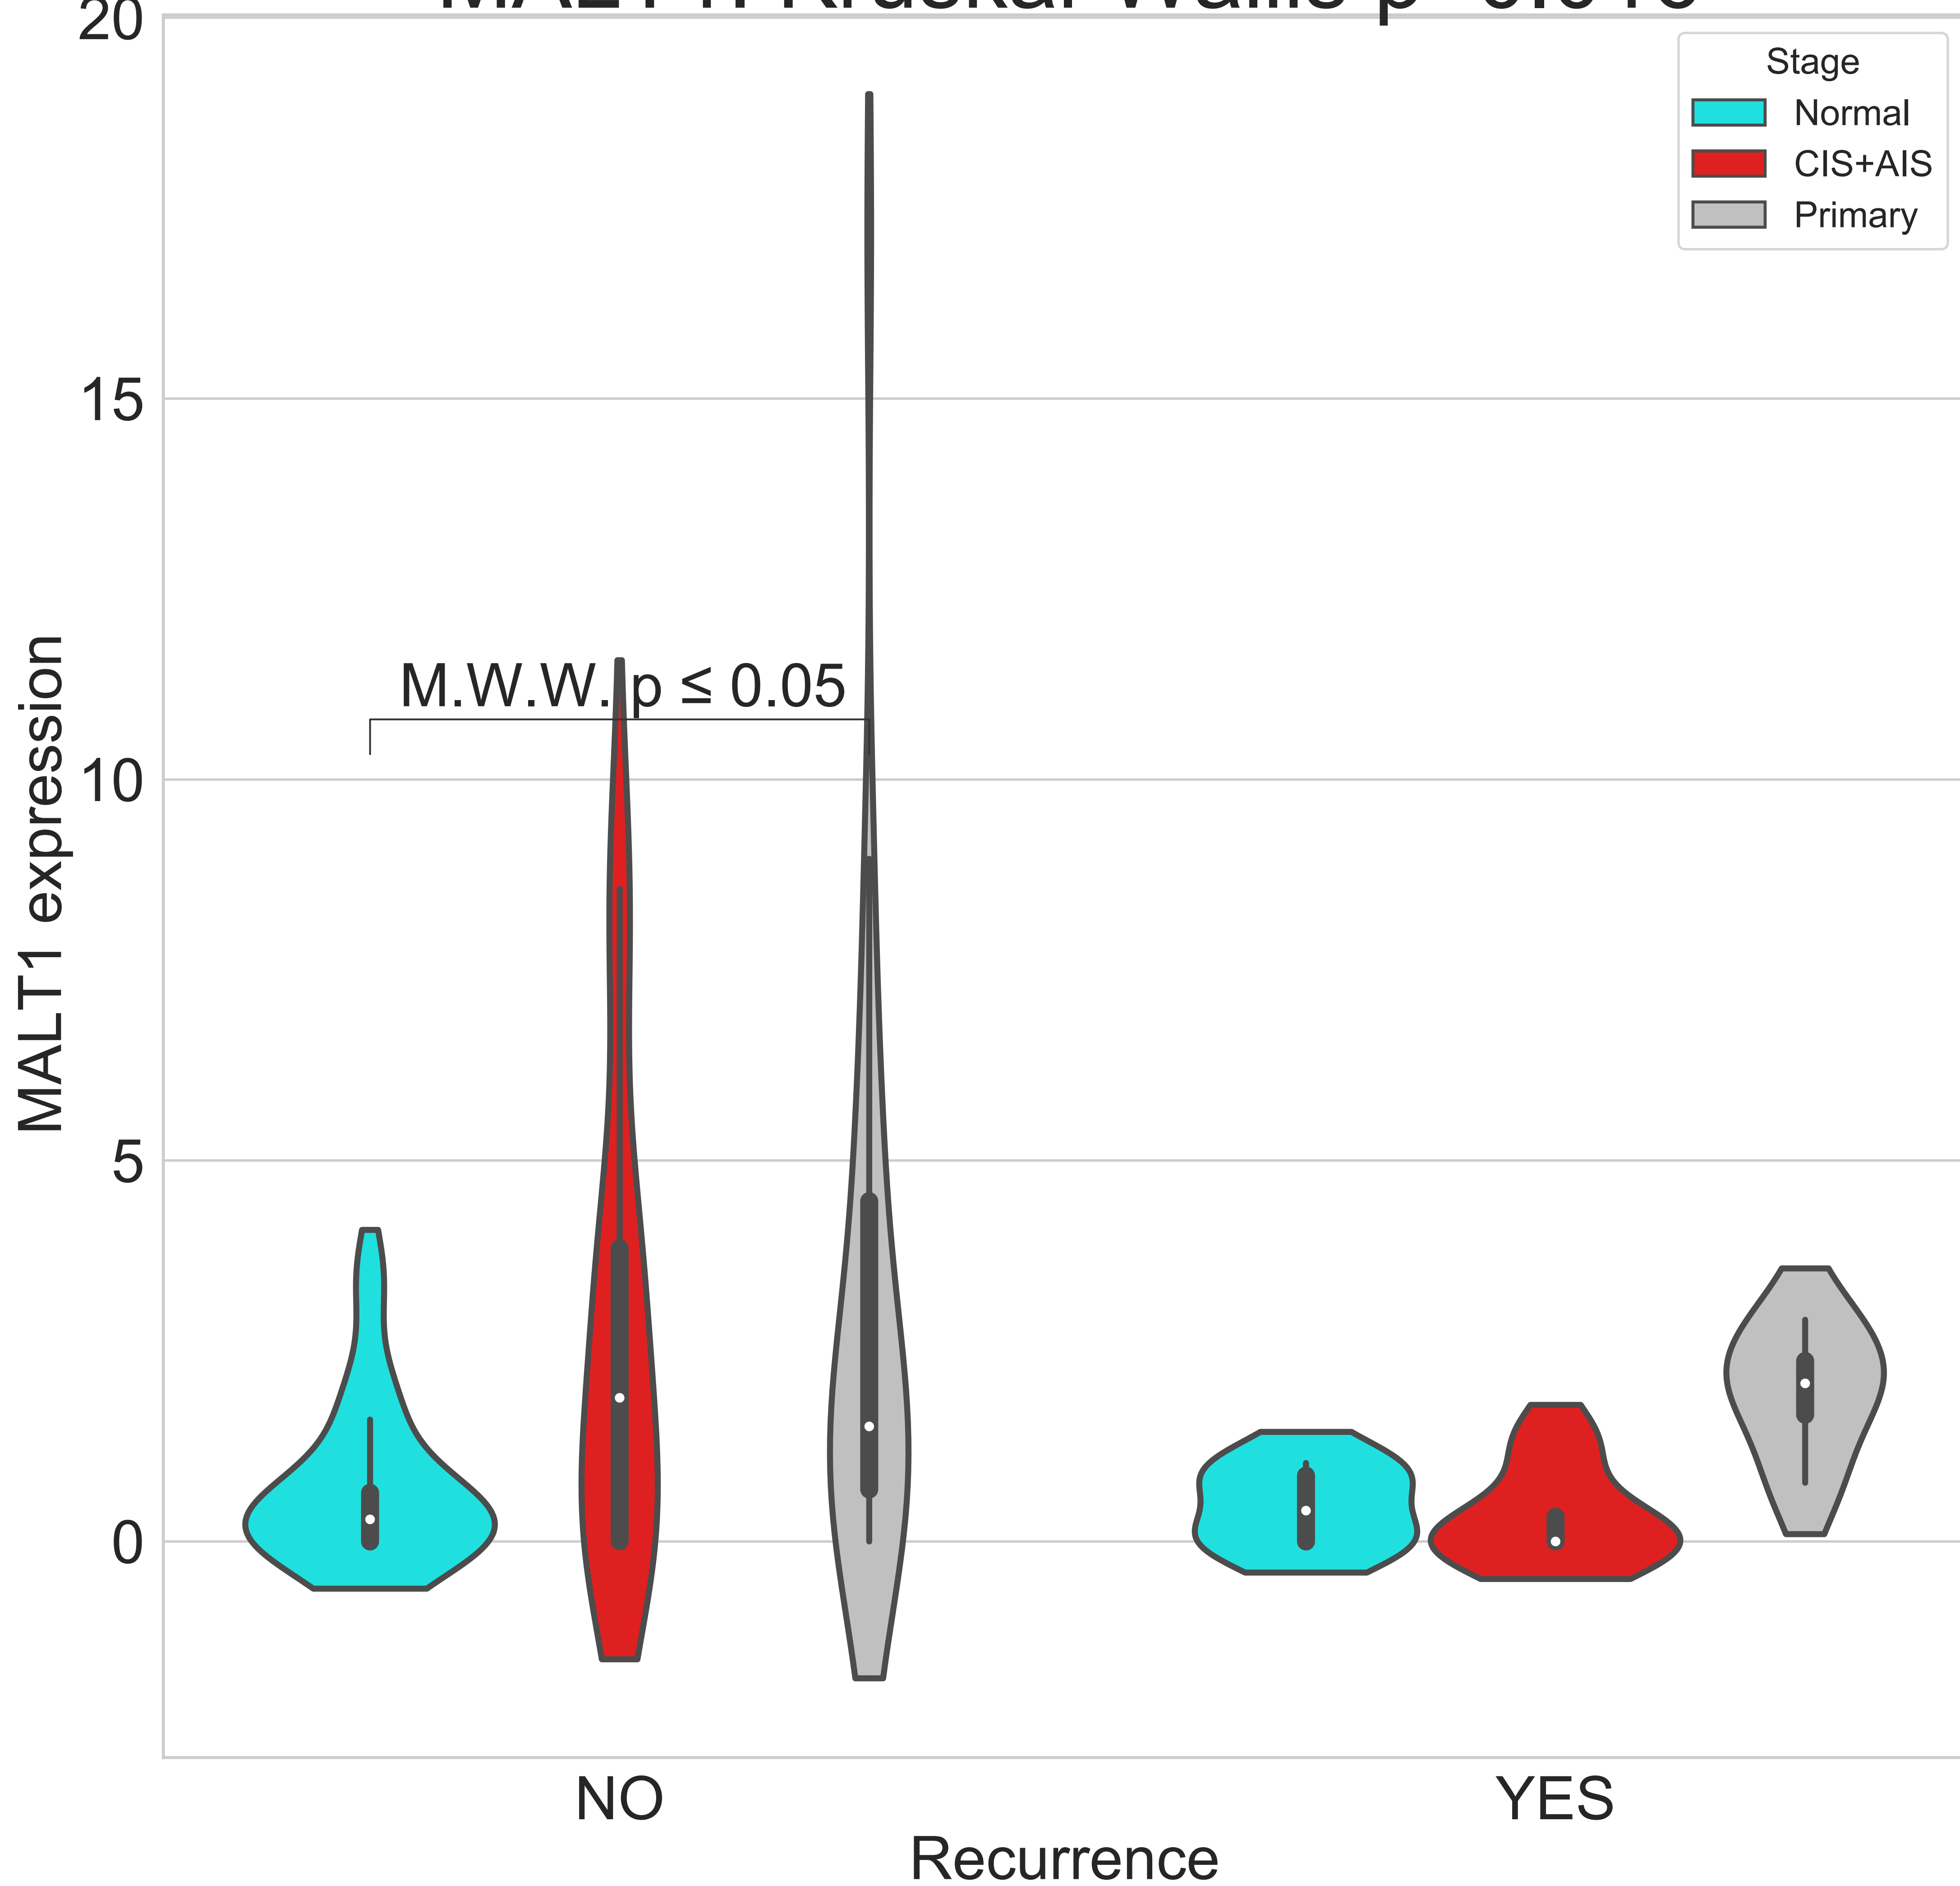 20
15
10
5
0
MALT1 expression
Stage
Normal
CIS+AIS
Primary
M.W.W. p ≤ 0.05
NO
YES
Recurrence